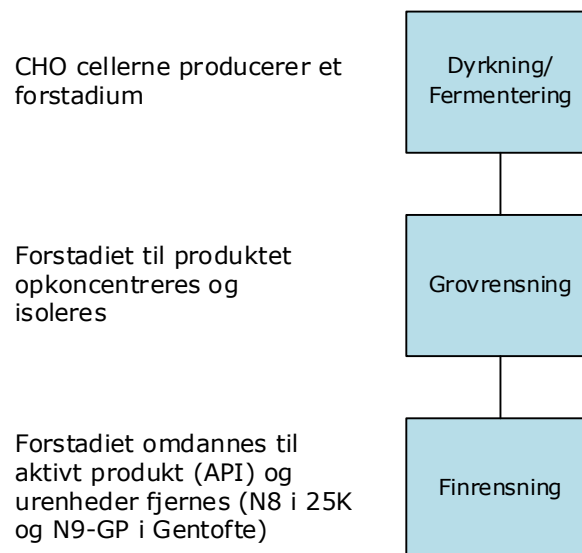 CHO cellerne producerer et
forstadium
Dyrkning/
Fermentering
Forstadiet til produktet
opkoncentreres og
isoleres
Grovrensning
Forstadiet omdannes til
aktivt produkt (API) og
urenheder fjernes (N8 i 25K
og N9-GP i Gentofte)
Finrensning